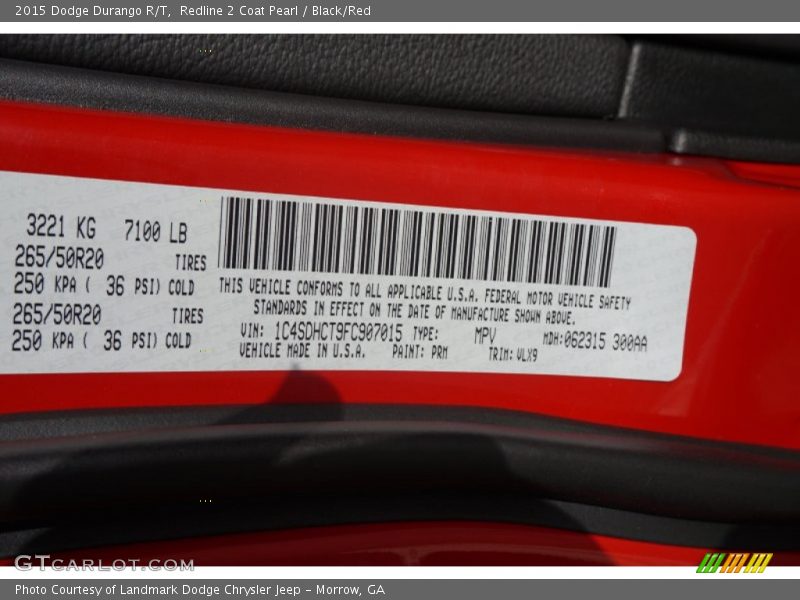 2015 Dodge Durango R/T,  Redline 2 Coat Pearl / Black/Red
3221 KG 7100 LB
265/50R20 TIRES
250 KPA ( 36 PSI) COLD
265/50R20 TIRES
250 KPA ( 36 PSI) COLD
THIS VEHICLE CONFORMS TO ALL APPLICABLE U.S.A. FEDERAL MOTOR VEHICLE SAFETY
STANDARDS IN EFFECT ON THE DATE OF MANUFACTURE SHOWN ABOVE.
VIN: 1C4SDHCT9FC907015 TYPE: MPV MDH:062315 300AA
VEHICLE MADE IN U.S.A. PAINT: PRM TRIM: VLX9
GTCARLOT.COM
Photo Courtesy of Landmark Dodge Chrysler Jeep – Morrow, GA